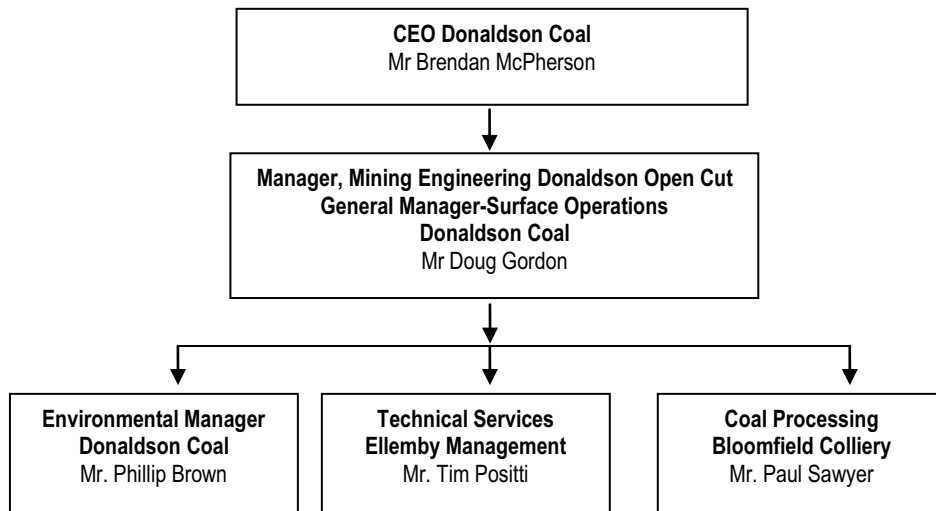 CEO Donaldson Coal
Mr Brendan McPherson
Manager, Mining Engineering Donaldson Open Cut
General Manager-Surface Operations
Donaldson Coal
Mr Doug Gordon
Environmental Manager
Donaldson Coal
Mr. Phillip Brown
Technical Services
Ellemby Management
Mr. Tim Positti
Coal Processing
Bloomfield Colliery
Mr. Paul Sawyer